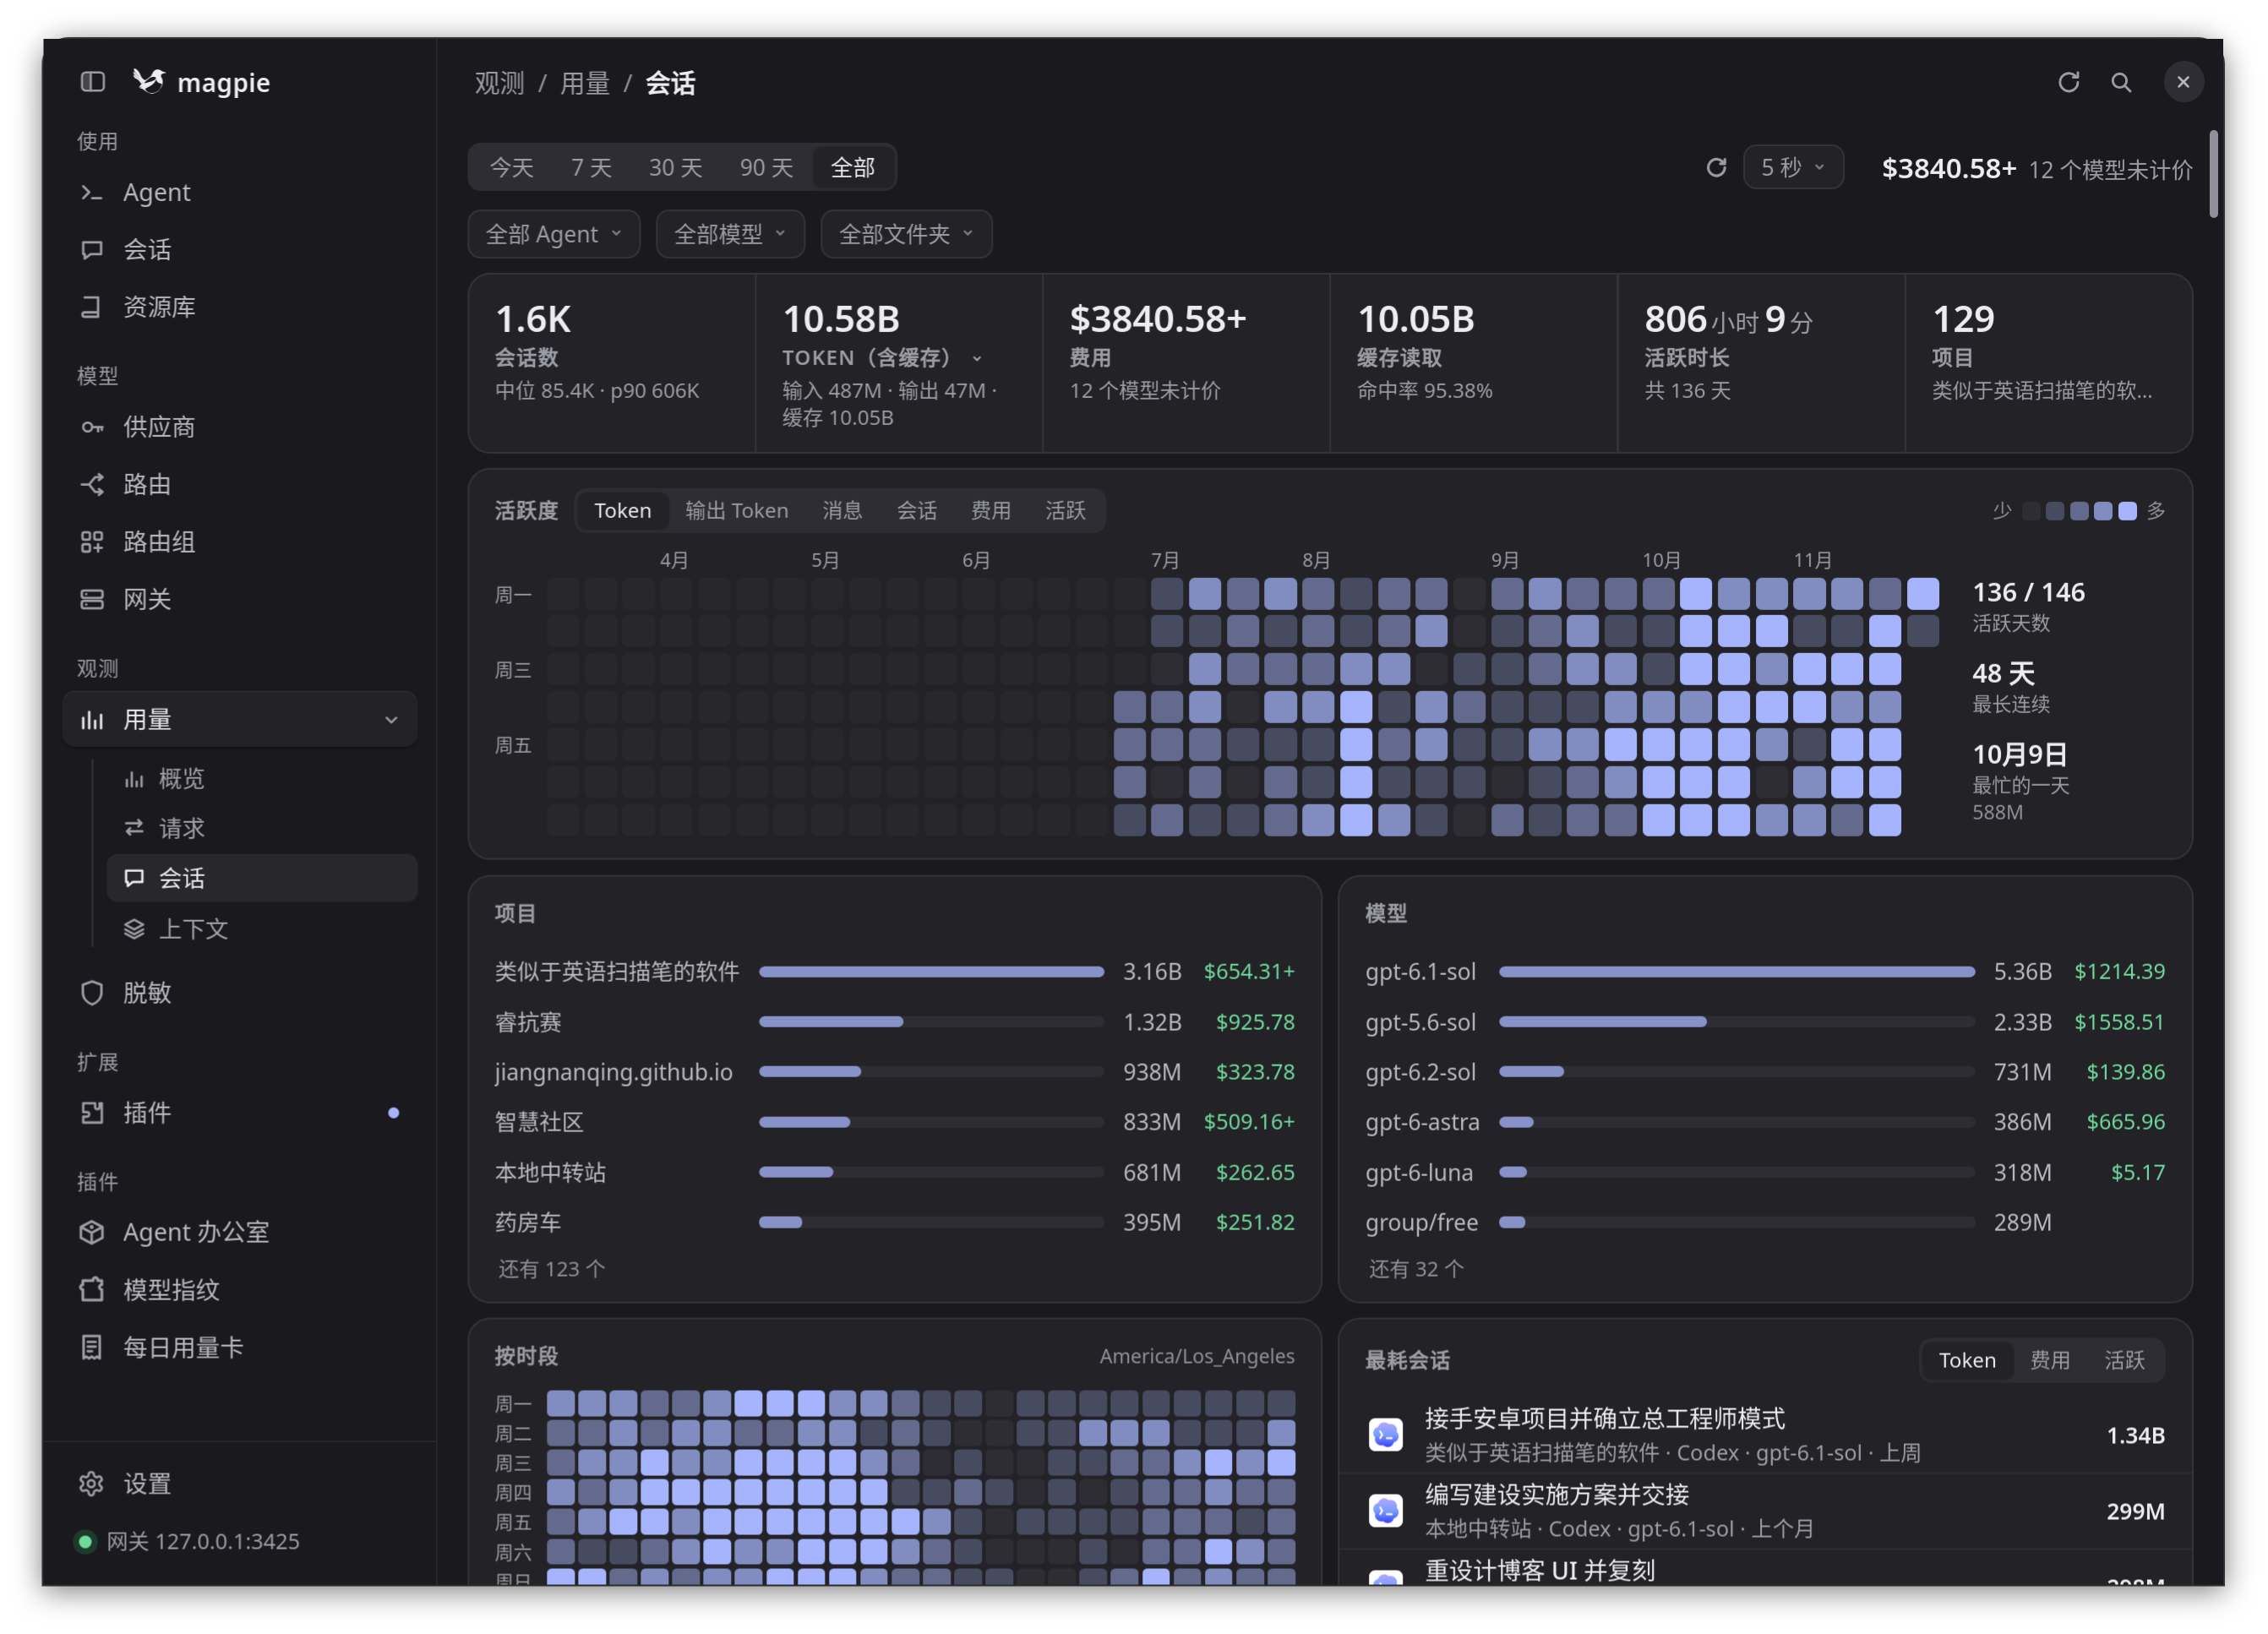 magpie
使用
Agent
会话
资源库
模型
供应商
路由
路由组
网关
观测
用量
概览
请求
会话
上下文
脱敏
扩展
插件
插件
Agent 办公室
模型指纹
每日用量卡
设置
网关 127.0.0.1:3425
观测 / 用量 / 会话
今天 7 天 30 天 90 天 全部
5 秒 $3840.58+ 12 个模型未计价
全部 Agent 全部模型 全部文件夹
1.6K
会话数
中位 85.4K · p90 606K
10.58B
TOKEN（含缓存）
输入 487M · 输出 47M ·
缓存 10.05B
$3840.58+
费用
12 个模型未计价
10.05B
缓存读取
命中率 95.38%
806 小时 9 分
活跃时长
共 136 天
129
项目
类似于英语扫描笔的软...
活跃度 Token 输出 Token 消息 会话 费用 活跃
少 多
4月 5月 6月 7月 8月 9月 10月 11月
周一
周三
周五
136 / 146
活跃天数
48 天
最长连续
10月9日
最忙的一天
588M
项目
类似于英语扫描笔的软件 3.16B $654.31+
睿抗赛 1.32B $925.78
jiangnanqing.github.io 938M $323.78
智慧社区 833M $509.16+
本地中转站 681M $262.65
药房车 395M $251.82
还有 123 个
模型
gpt-6.1-sol 5.36B $1214.39
gpt-5.6-sol 2.33B $1558.51
gpt-6.2-sol 731M $139.86
gpt-6-astra 386M $665.96
gpt-6-luna 318M $5.17
group/free 289M
还有 32 个
按时段 America/Los_Angeles
周一
周二
周三
周四
周五
周六
周日
最耗会话 Token 费用 活跃
接手安卓项目并确立总工程师模式
类似于英语扫描笔的软件 · Codex · gpt-6.1-sol · 上周
1.34B
编写建设实施方案并交接
本地中转站 · Codex · gpt-6.1-sol · 上个月
299M
重设计博客 UI 并复刻